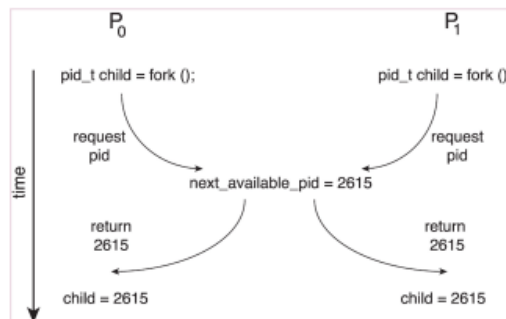 P0 P1
pid_t child = fork (); pid_t child = fork ()
request request
pid pid
next_available_pid = 2615
time
return return
2615 2615
child = 2615 child = 2615